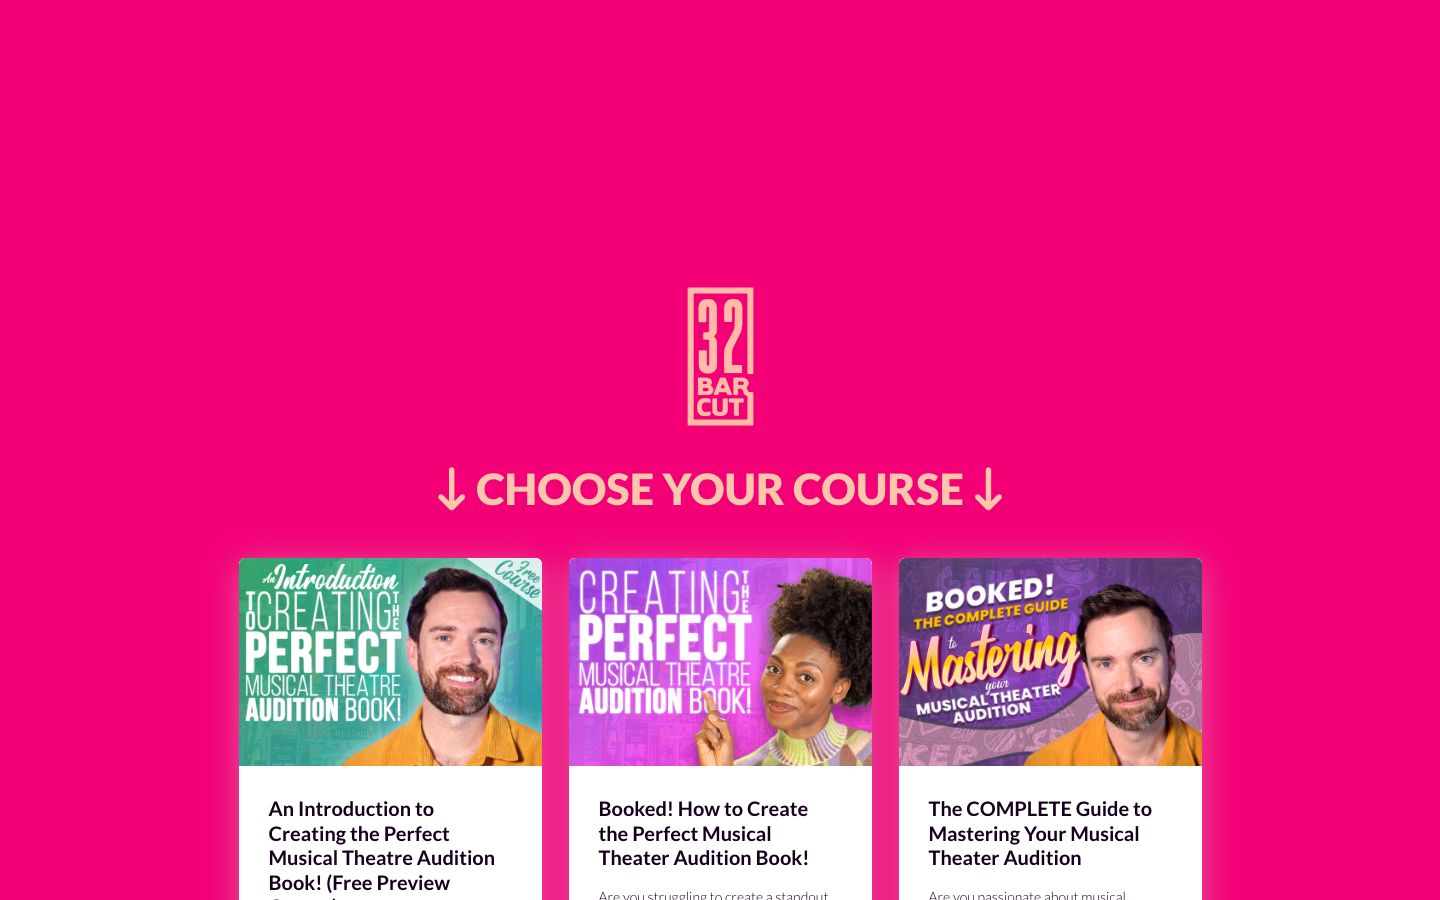 32
BAR
CUT
↓ CHOOSE YOUR COURSE ↓
An Introduction
TO CREATING THE
PERFECT
MUSICAL THEATRE
AUDITION BOOK!
Free
Course
CREATING THE
PERFECT
MUSICAL THEATRE
AUDITION BOOK!
BOOKED!
THE COMPLETE GUIDE
to
Mastering
your
MUSICAL THEATER
AUDITION
An Introduction to
Creating the Perfect
Musical Theatre Audition
Book! (Free Preview
Booked! How to Create
the Perfect Musical
Theater Audition Book!
Are you struggling to create a standout
The COMPLETE Guide to
Mastering Your Musical
Theater Audition
Are you passionate about musical